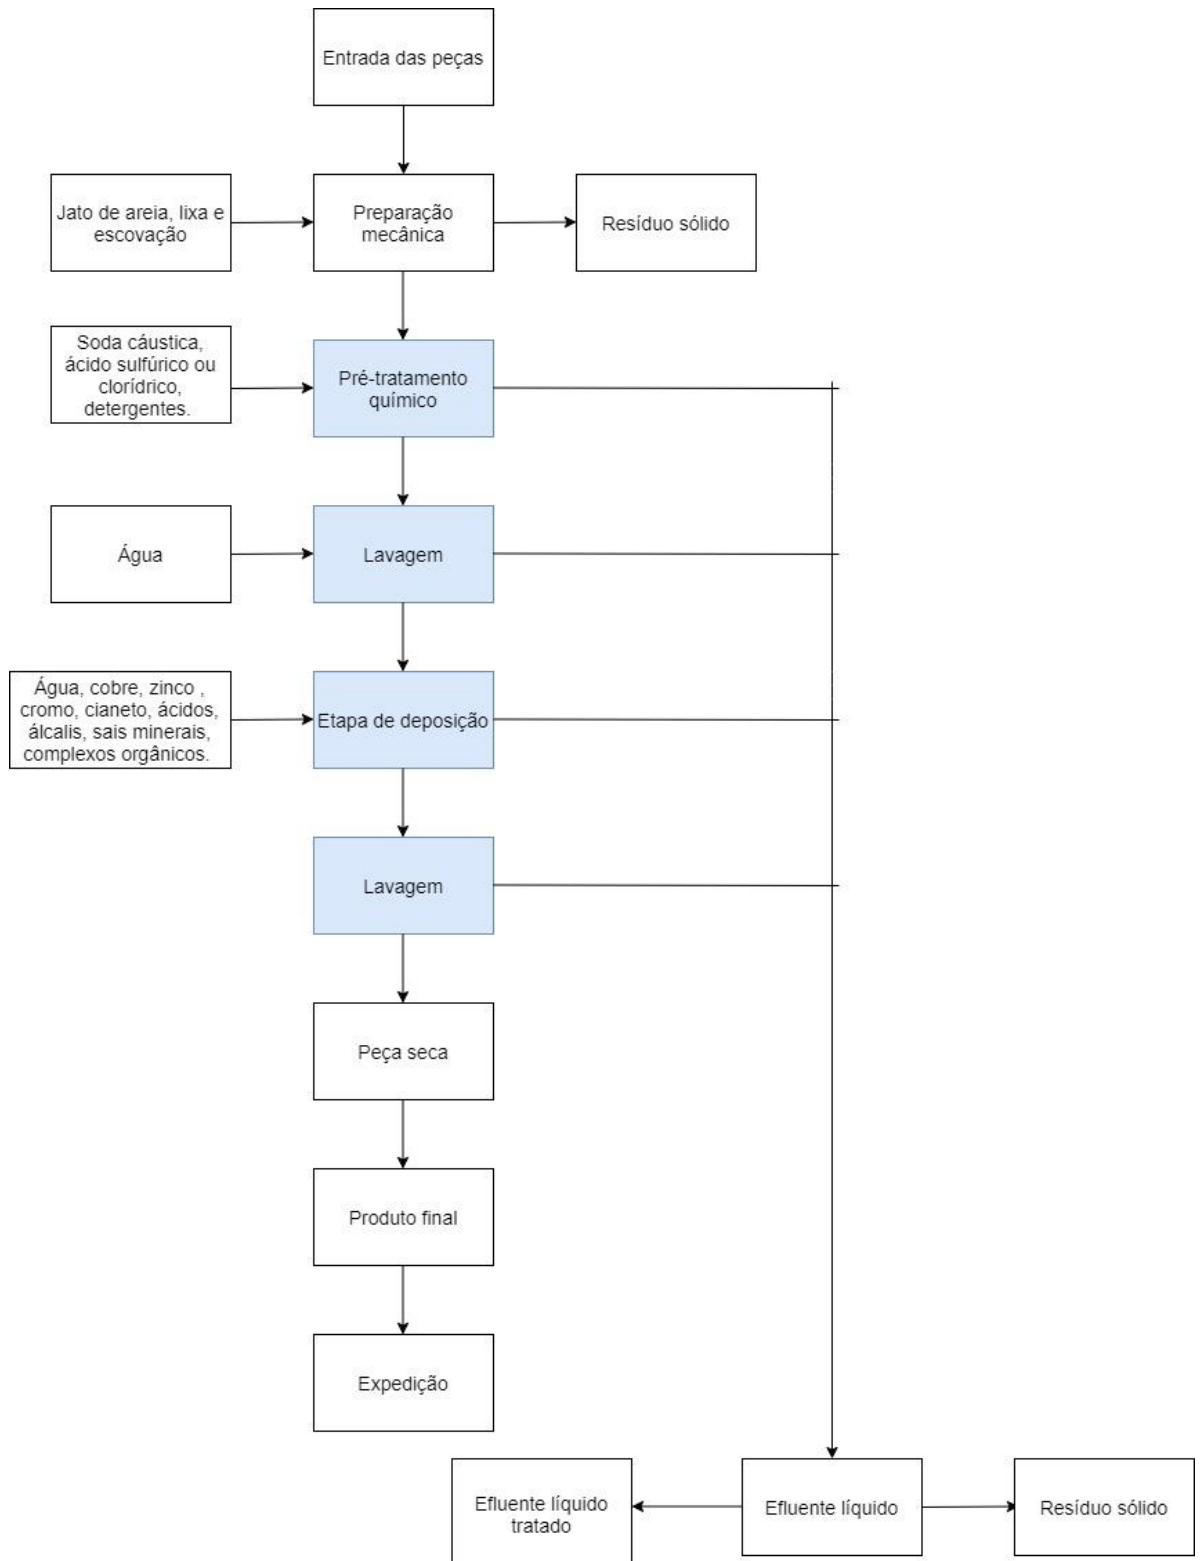 Entrada das peças
Jato de areia, lixa e
escovação
Preparação
mecânica
Resíduo sólido
Soda cáustica,
ácido sulfúrico ou
clorídrico,
detergentes.
Pré-tratamento
químico
Água
Lavagem
Água, cobre, zinco ,
cromo, cianeto, ácidos,
álcalis, sais minerais,
complexos orgânicos.
Etapa de deposição
Lavagem
Peça seca
Produto final
Expedição
Efluente líquido
tratado
Efluente líquido
Resíduo sólido